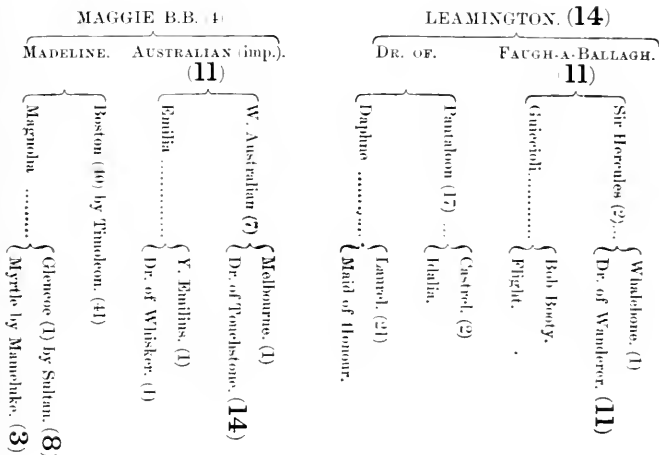 MAGGIE B.B. (4)
LEAMINGTON. (14)
MADELINE.
AUSTRALIAN (imp.).
(11)
DR. OF.
FAUGH-A-BALLAGH.
(11)
Magnolia ..........
Boston (40) by Timoleon. (41)
Emilia ..............
W. Australian (7)
Daphne ..........
Pantaloon (17) ...
Guiccioli............
Sir Hercules (2)...
Myrtle by Mameluke. (3)
Glencoe (1) by Sultan. (8)
Dr. of Whisker. (1)
Y. Emilius. (1)
Dr. of Touchstone. (14)
Melbourne. (1)
Maid of Honour.
Laurel. (21)
Idalia.
Castrel. (2)
Flight.
Bob Booty.
Dr. of Wanderer. (11)
Whalebone. (1)